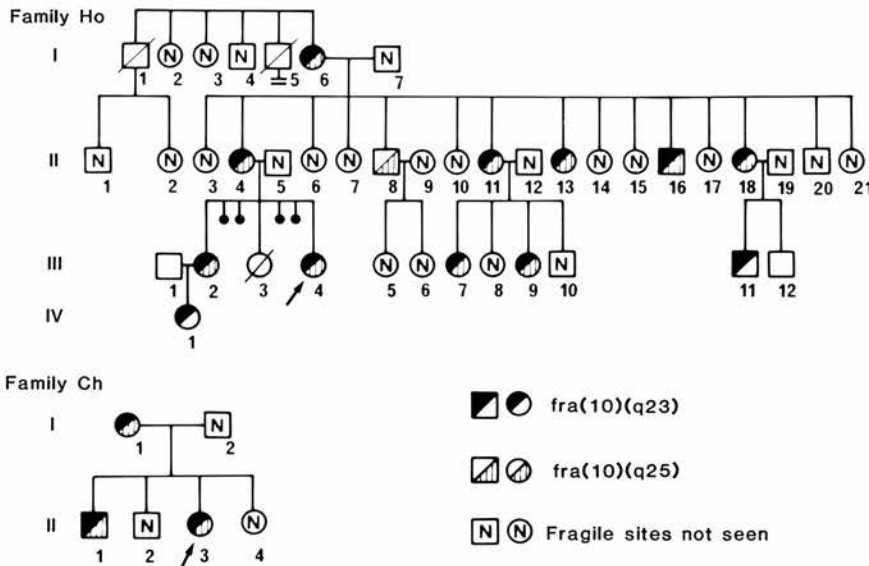 Family Ho
I
N N N N
1 2 3 4 5 6 7
N N N N N N N N N N N N N N N
II
1 2 3 4 5 6 7 8 9 10 11 12 13 14 15 16 17 18 19 20 21
III
N N N N
1 2 3 4 5 6 7 8 9 10 11 12
IV
1
Family Ch
I
N
1 2
fra(10)(q23)
fra(10)(q25)
II
N N
1 2 3 4
N N Fragile sites not seen